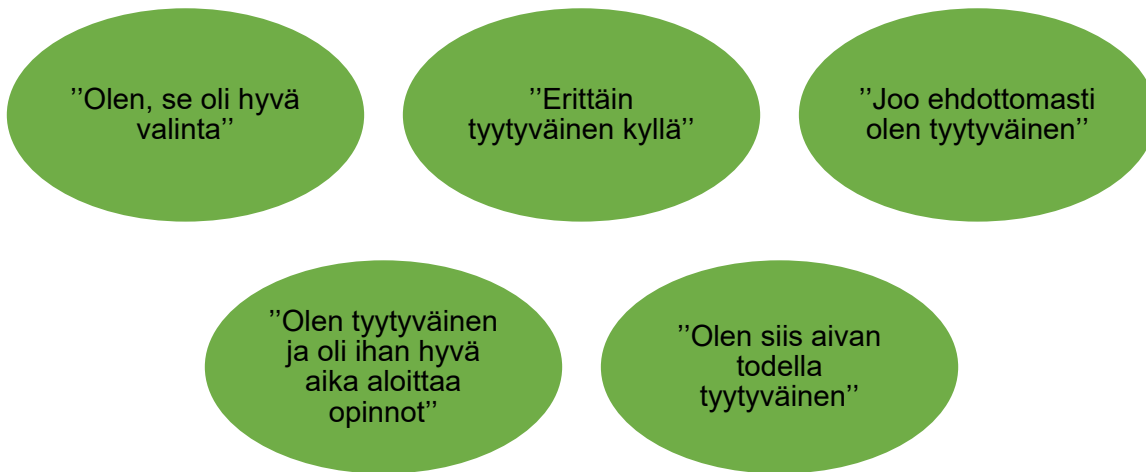 ’’Olen, se oli hyvä
valinta’’
’’Erittäin
tyytyväinen kyllä’’
’’Joo ehdottomasti
olen tyytyväinen’’
’’Olen tyytyväinen
ja oli ihan hyvä
aika aloittaa
opinnot’’
’’Olen siis aivan
todella
tyytyväinen’’